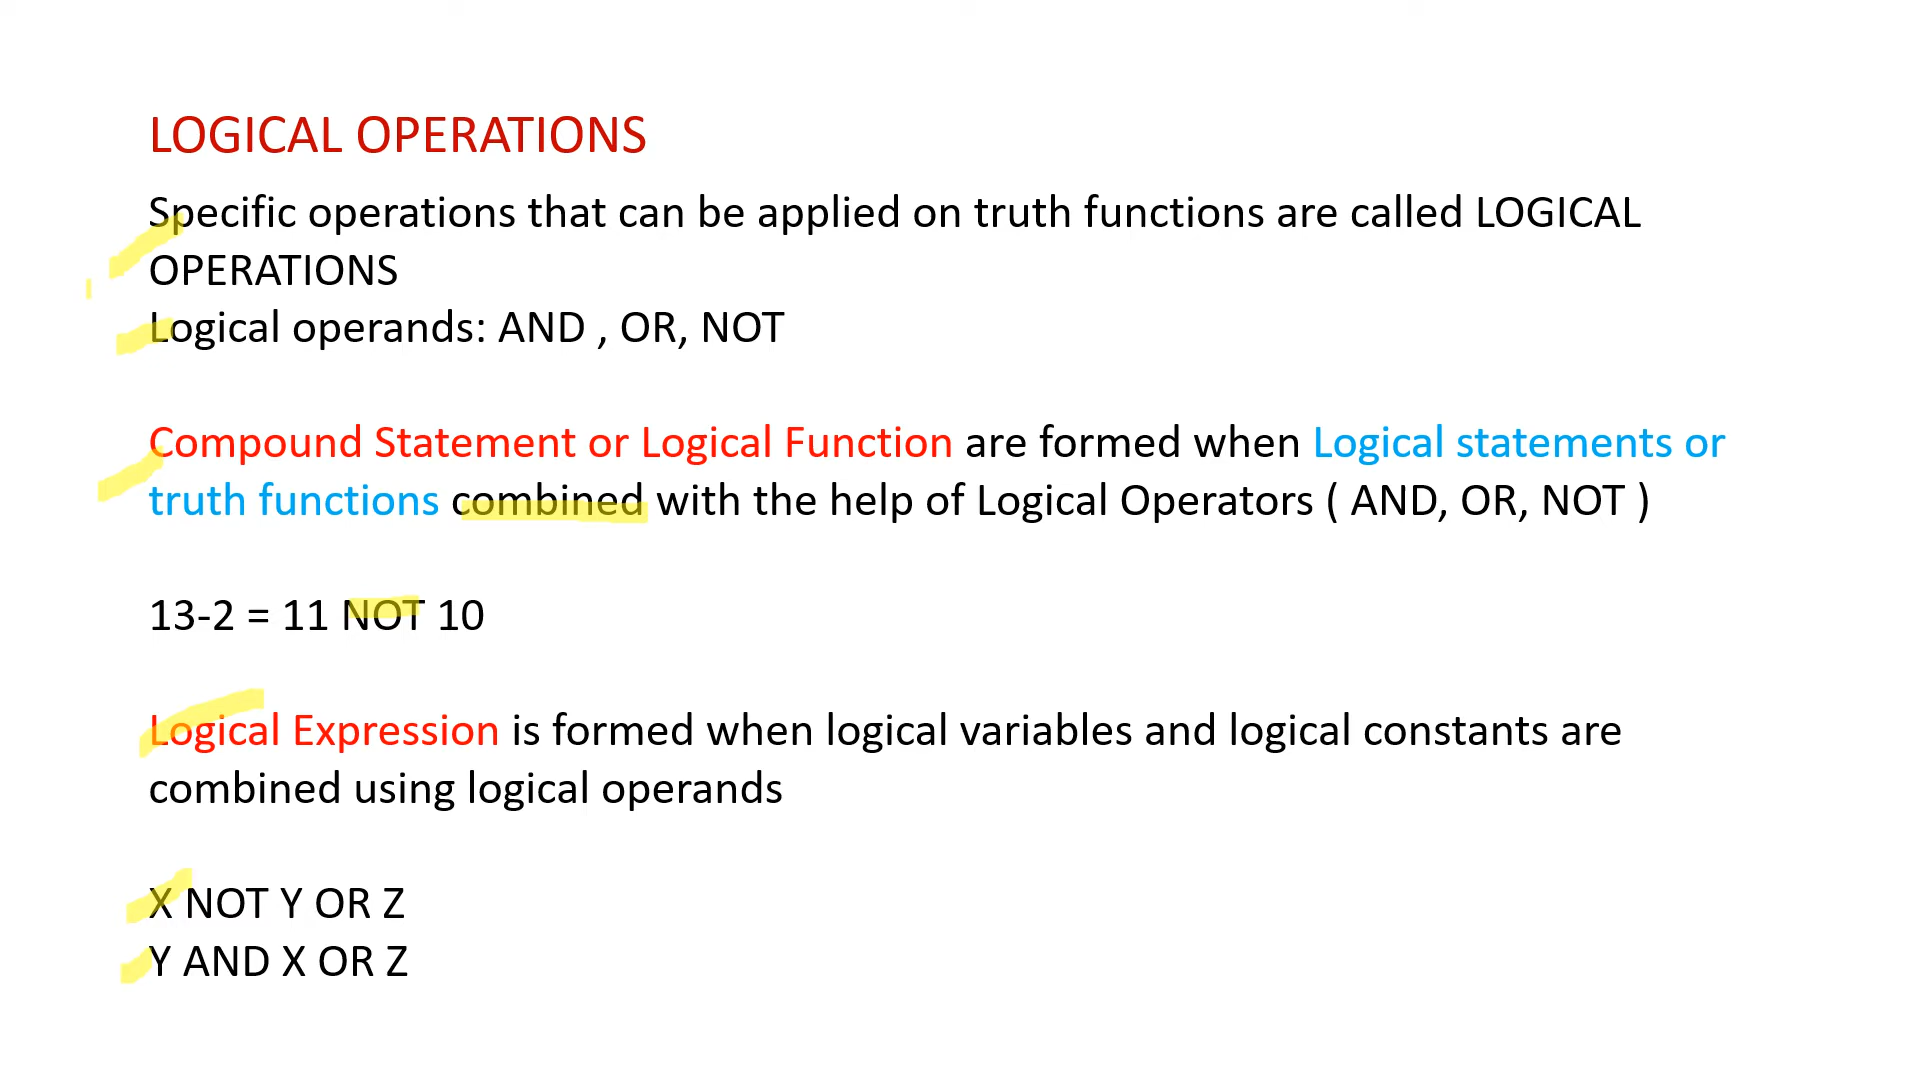 LOGICAL OPERATIONS
Specific operations that can be applied on truth functions are called LOGICAL
OPERATIONS
Logical operands: AND , OR, NOT
Compound Statement or Logical Function are formed when Logical statements or
truth functions combined with the help of Logical Operators ( AND, OR, NOT )
13-2 = 11 NOT 10
Logical Expression is formed when logical variables and logical constants are
combined using logical operands
X NOT Y OR Z
Y AND X OR Z